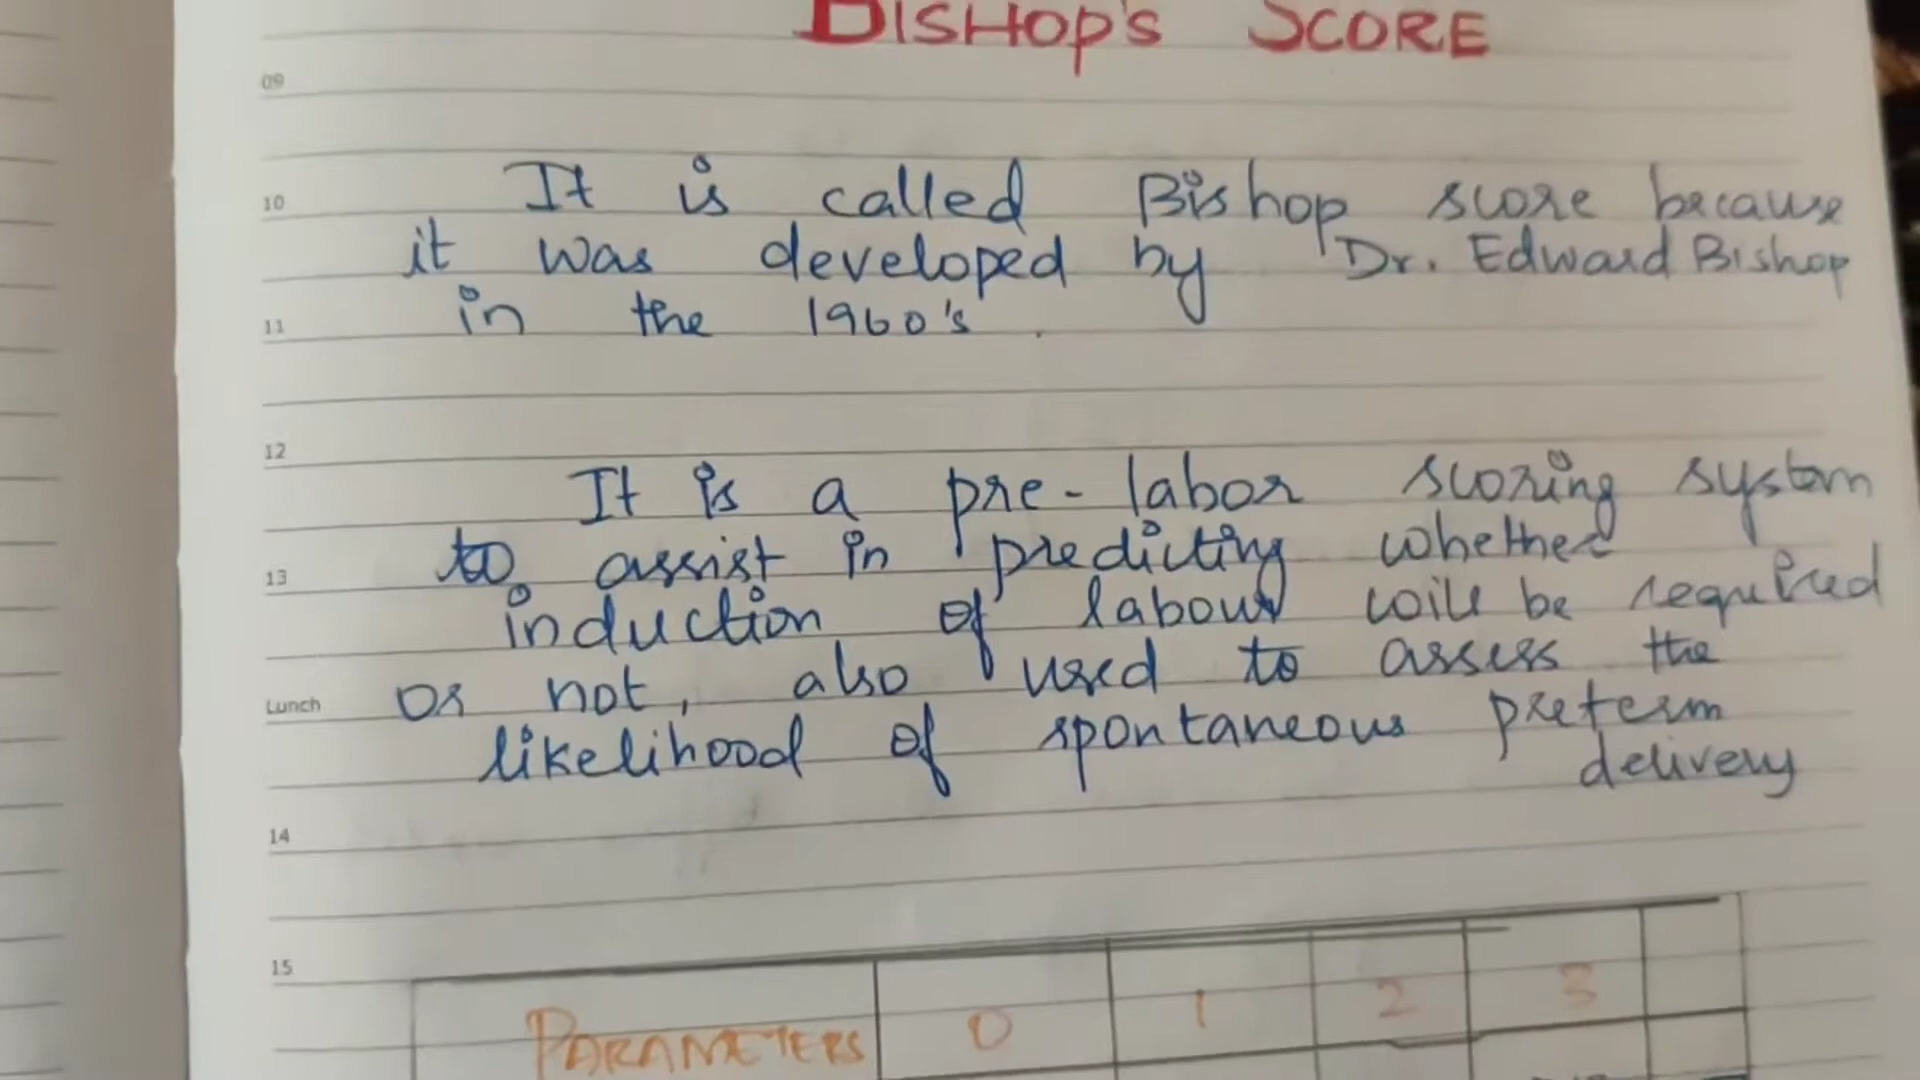 BISHOP'S SCORE
09
10 It is called Bishop score because
it was developed by Dr. Edward Bishop
11 in the 1960's.
12
It is a pre-labor scoring system
13 to assist in predicting whether
induction of labour will be required
Lunch or not, also used to assess the
likelihood of spontaneous preterm
delivery
14
15
PARAMETERS 0 1 2 3